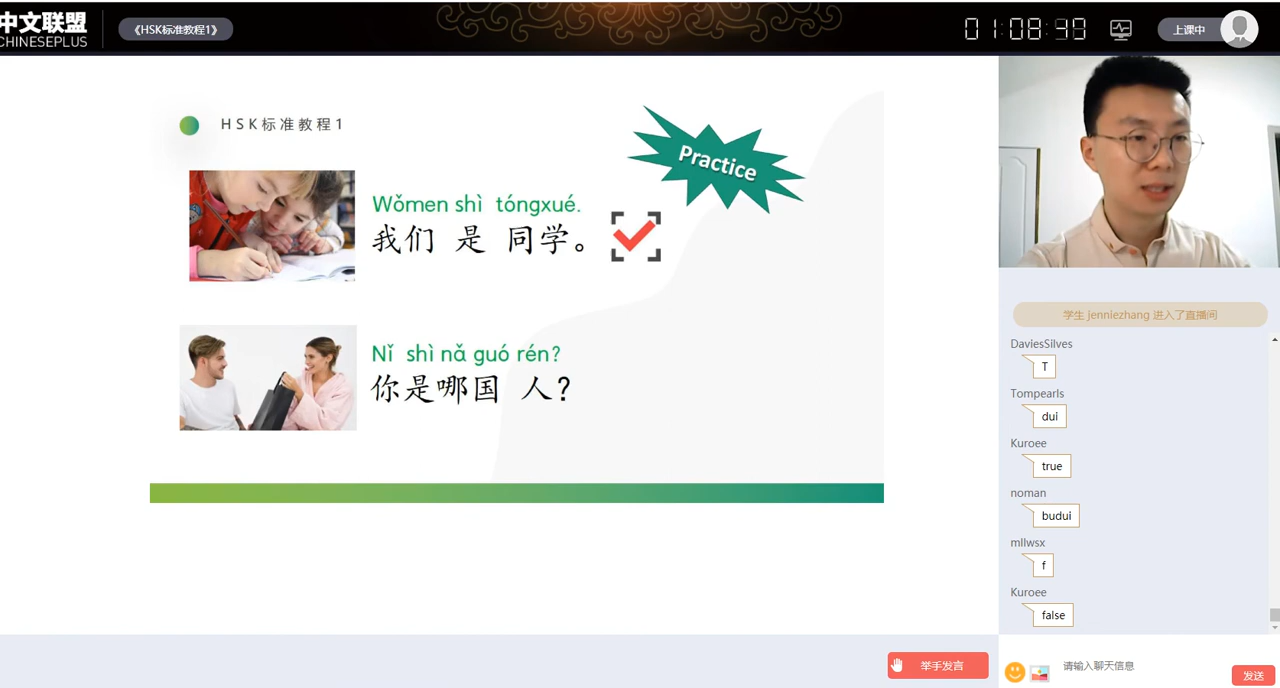 中文联盟
CHINESEPLUS
《HSK标准教程1》
01:08:49
上课中
HSK标准教程1
Practice
Wǒmen shì tóngxué.
我们 是 同学。
Nǐ shì nǎ guó rén?
你是哪国 人？
学生 jenniezhang 进入了直播间
DaviesSilves
T
Tompearls
dui
Kuroee
true
noman
budui
mllwsx
f
Kuroee
false
举手发言
请输入聊天信息
发送